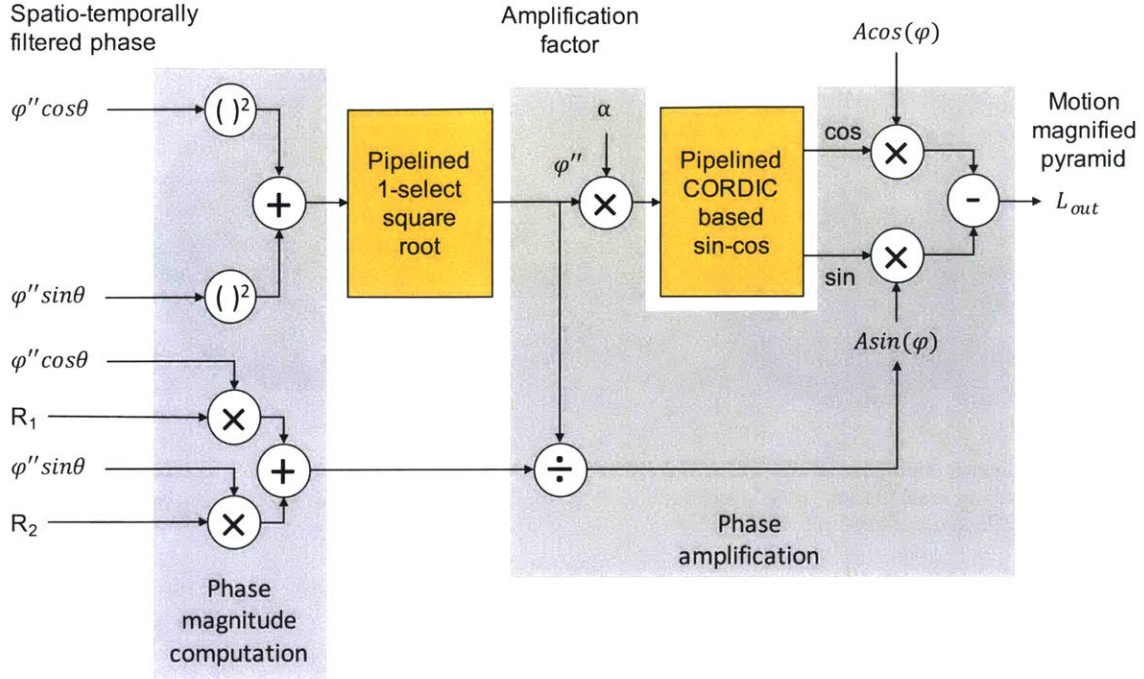 Spatio-temporally
filtered phase
Amplification
factor
Acos(φ)
φ''cosθ
( )²
α
cos
×
Motion
magnified
pyramid
Pipelined
1-select
square
root
φ''
×
Pipelined
CORDIC
based
sin-cos
+
-
L_out
φ''sinθ
( )²
sin
×
φ''cosθ
Asin(φ)
R₁
×
φ''sinθ
+
÷
R₂
×
Phase
amplification
Phase
magnitude
computation